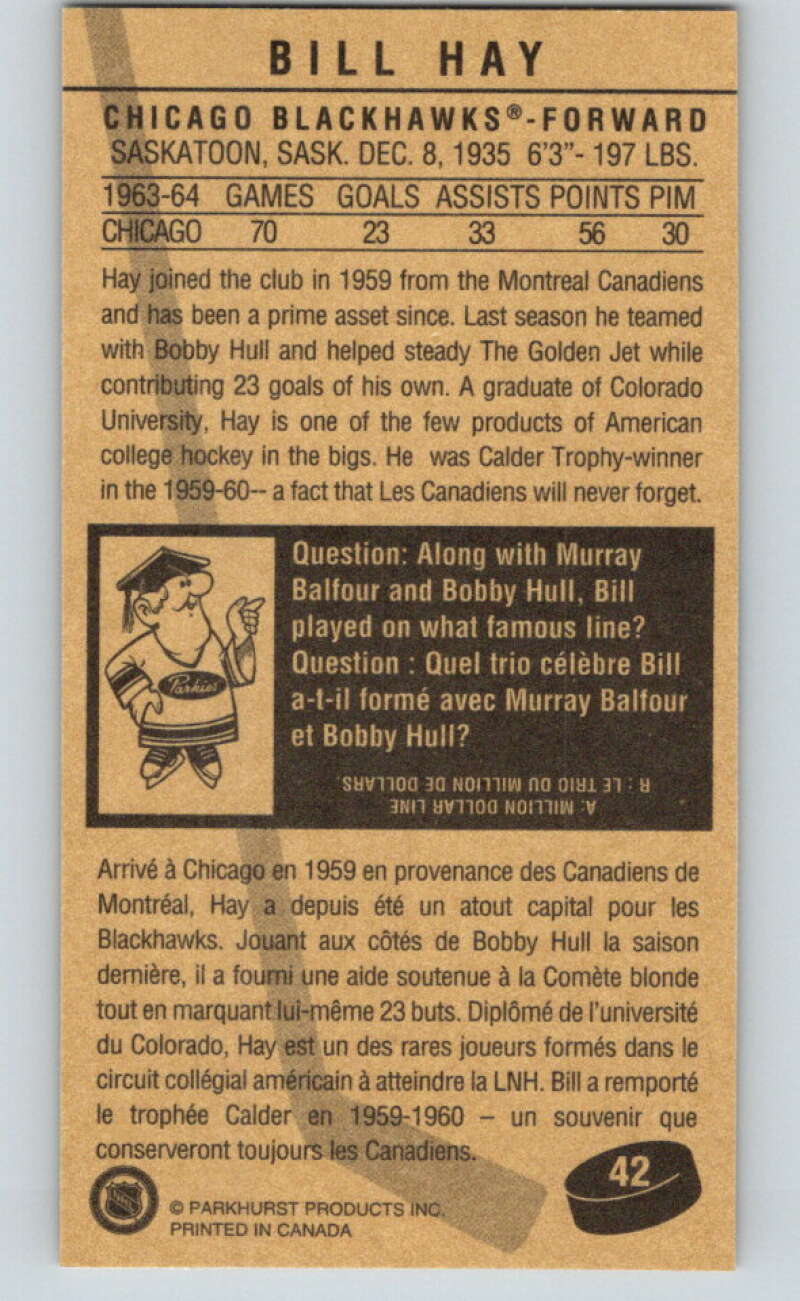 BILL HAY
CHICAGO BLACKHAWKS®-FORWARD
SASKATOON, SASK. DEC. 8, 1935 6'3"- 197 LBS.
1963-64 GAMES GOALS ASSISTS POINTS PIM
CHICAGO 70 23 33 56 30
Hay joined the club in 1959 from the Montreal Canadiens
and has been a prime asset since. Last season he teamed
with Bobby Hull and helped steady The Golden Jet while
contributing 23 goals of his own. A graduate of Colorado
University, Hay is one of the few products of American
college hockey in the bigs. He was Calder Trophy-winner
in the 1959-60-- a fact that Les Canadiens will never forget.
Question: Along with Murray
Balfour and Bobby Hull, Bill
played on what famous line?
Question : Quel trio célèbre Bill
a-t-il formé avec Murray Balfour
et Bobby Hull?
Parkies
A: MILLION DOLLAR LINE
R : LE TRIO DU MILLION DE DOLLARS
Arrivé à Chicago en 1959 en provenance des Canadiens de
Montréal, Hay a depuis été un atout capital pour les
Blackhawks. Jouant aux côtés de Bobby Hull la saison
dernière, il a fourni une aide soutenue à la Comète blonde
tout en marquant lui-même 23 buts. Diplômé de l'université
du Colorado, Hay est un des rares joueurs formés dans le
circuit collégial américain à atteindre la LNH. Bill a remporté
le trophée Calder en 1959-1960 – un souvenir que
conserveront toujours les Canadiens.
42
NHL
© PARKHURST PRODUCTS INC.
PRINTED IN CANADA